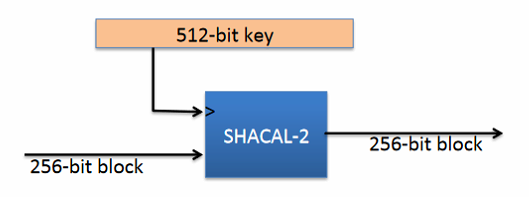 512-bit key
>
SHACAL-2
256-bit block
256-bit block